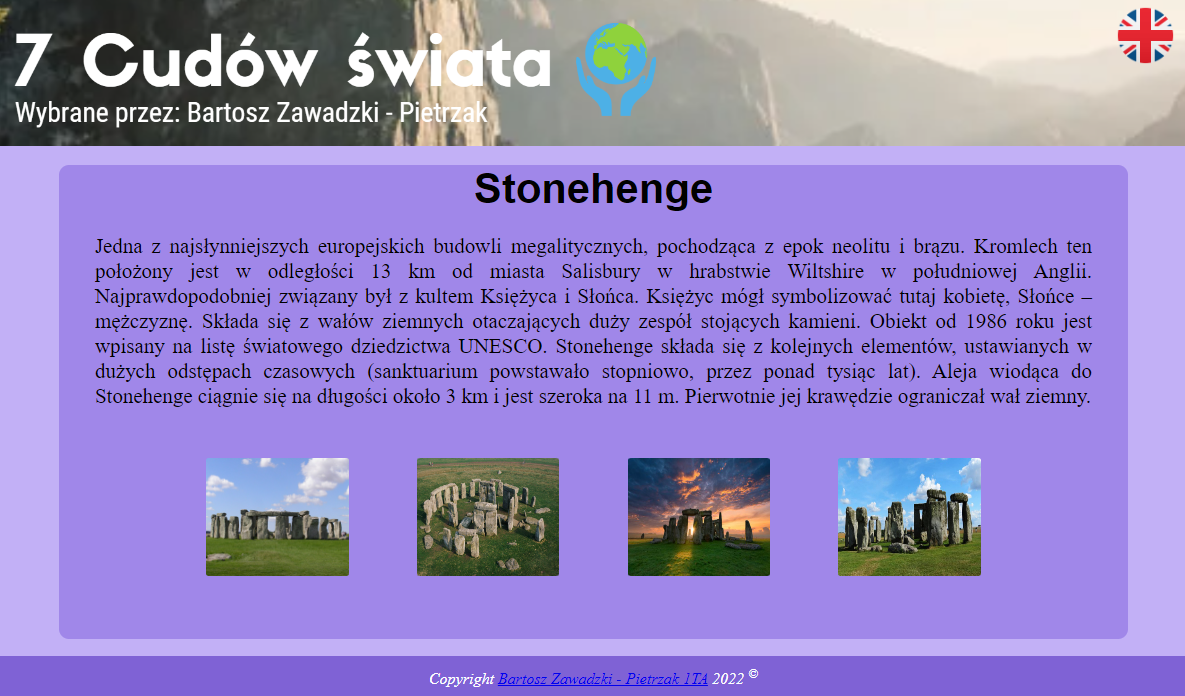 7 Cudów świata
Wybrane przez: Bartosz Zawadzki - Pietrzak
Stonehenge
Jedna z najsłynniejszych europejskich budowli megalitycznych, pochodząca z epok neolitu i brązu. Kromlech ten
położony jest w odległości 13 km od miasta Salisbury w hrabstwie Wiltshire w południowej Anglii.
Najprawdopodobniej związany był z kultem Księżyca i Słońca. Księżyc mógł symbolizować tutaj kobietę, Słońce –
mężczyznę. Składa się z wałów ziemnych otaczających duży zespół stojących kamieni. Obiekt od 1986 roku jest
wpisany na listę światowego dziedzictwa UNESCO. Stonehenge składa się z kolejnych elementów, ustawianych w
dużych odstępach czasowych (sanktuarium powstawało stopniowo, przez ponad tysiąc lat). Aleja wiodąca do
Stonehenge ciągnie się na długości około 3 km i jest szeroka na 11 m. Pierwotnie jej krawędzie ograniczał wał ziemny.
Copyright Bartosz Zawadzki - Pietrzak 1TA 2022 ©